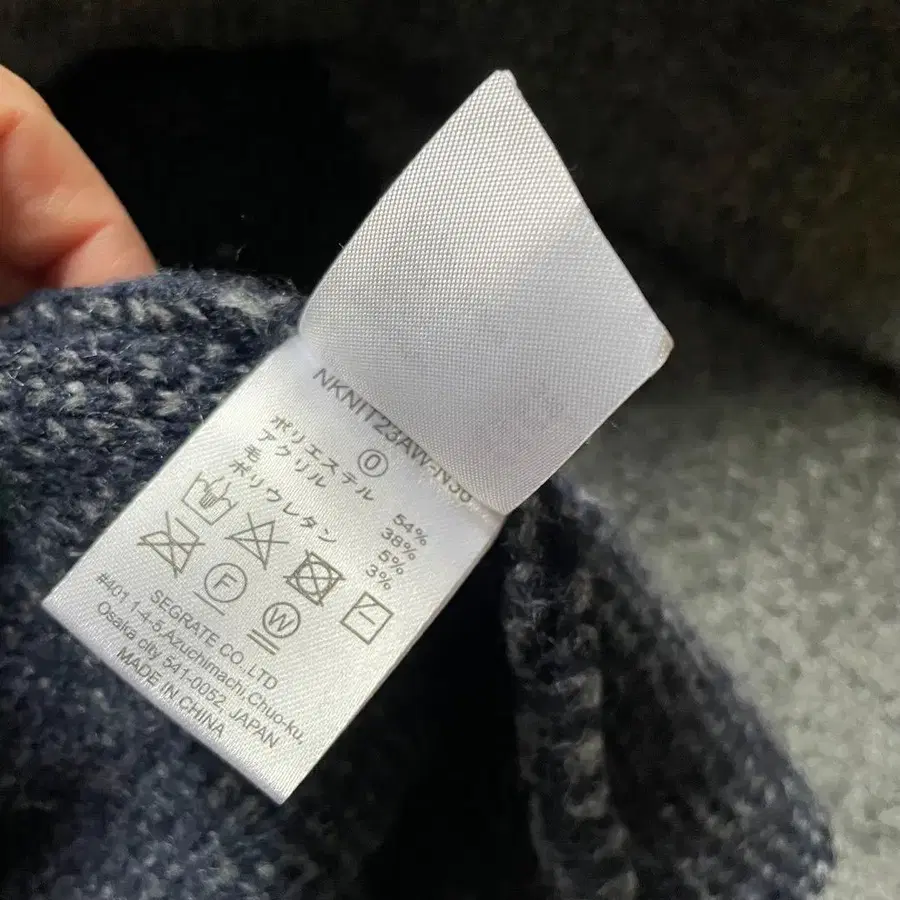 NKNIT23AW-N36
0
ポリエステル 54%
アクリル 38%
毛 5%
ポリウレタン 3%
F
W
SEGRATE CO.,LTD
#401,1-4-5,Azuchimachi,Chuo-ku,
Osaka city 541-0052 JAPAN
MADE IN CHINA